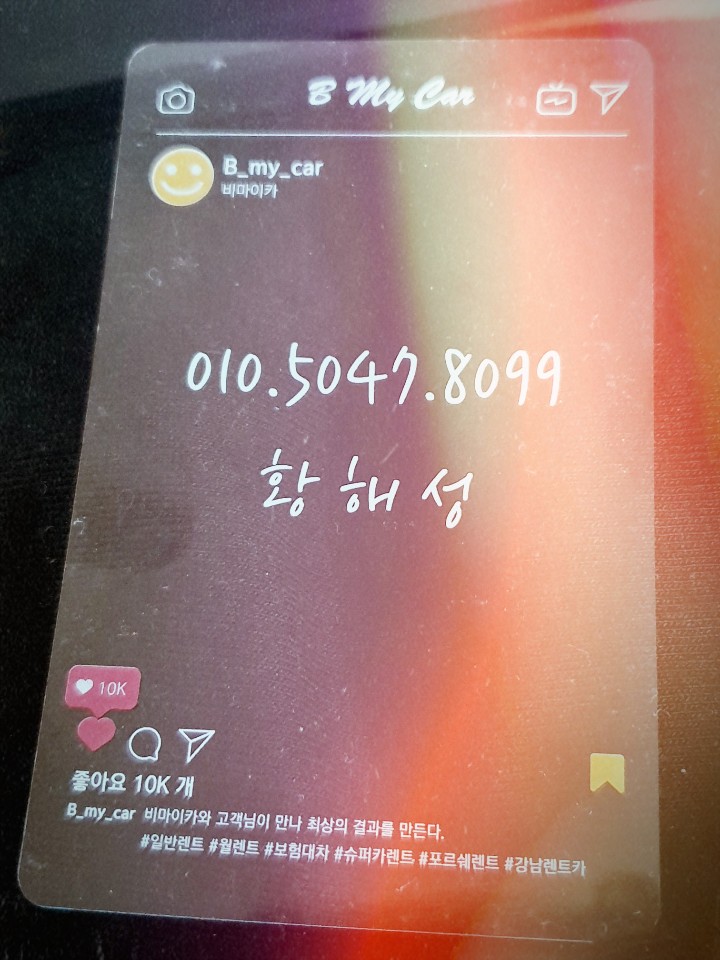 B My Car
B_my_car
비마이카
010.5047.8099
황해성
10K
좋아요 10K 개
B_my_car 비마이카와 고객님이 만나 최상의 결과를 만든다.
#일반렌트 #월렌트 #보험대차 #슈퍼카렌트 #포르쉐렌트 #강남렌트카